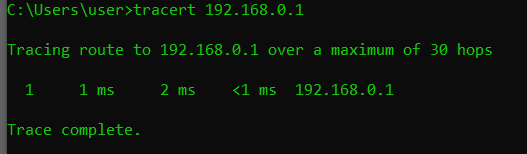 C:\Users\user>tracert 192.168.0.1
Tracing route to 192.168.0.1 over a maximum of 30 hops
  1     1 ms     2 ms    <1 ms  192.168.0.1
Trace complete.